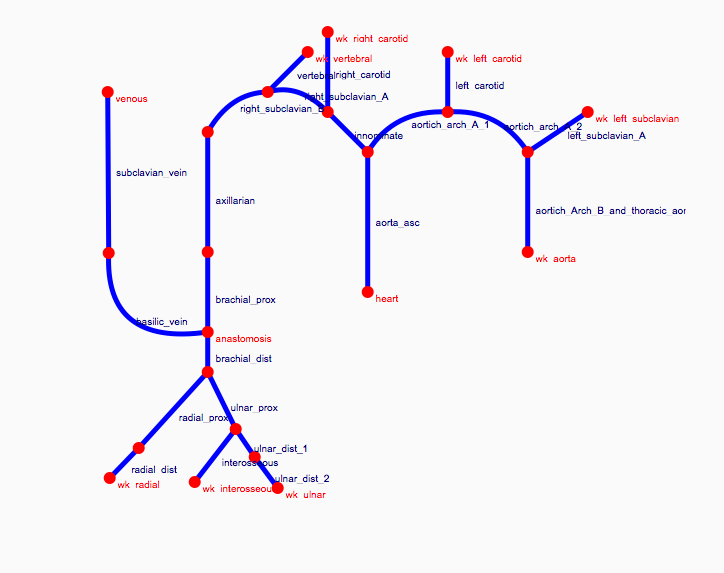 wk_right_carotid
wk_vertebral
wk_left_carotid
vertebral
right_carotid
left_carotid
venous
right_subclavian_A
right_subclavian_B
wk_left_subclavian
aortich_arch_A_1
aortich_arch_A_2
innominate
left_subclavian_A
subclavian_vein
axillarian
aortich_Arch_B_and_thoracic_aor
aorta_asc
heart
wk_aorta
brachial_prox
basilic_vein
anastomosis
brachial_dist
ulnar_prox
radial_prox
ulnar_dist_1
interosseous
radial_dist
ulnar_dist_2
wk_radial
wk_interosseou
wk_ulnar